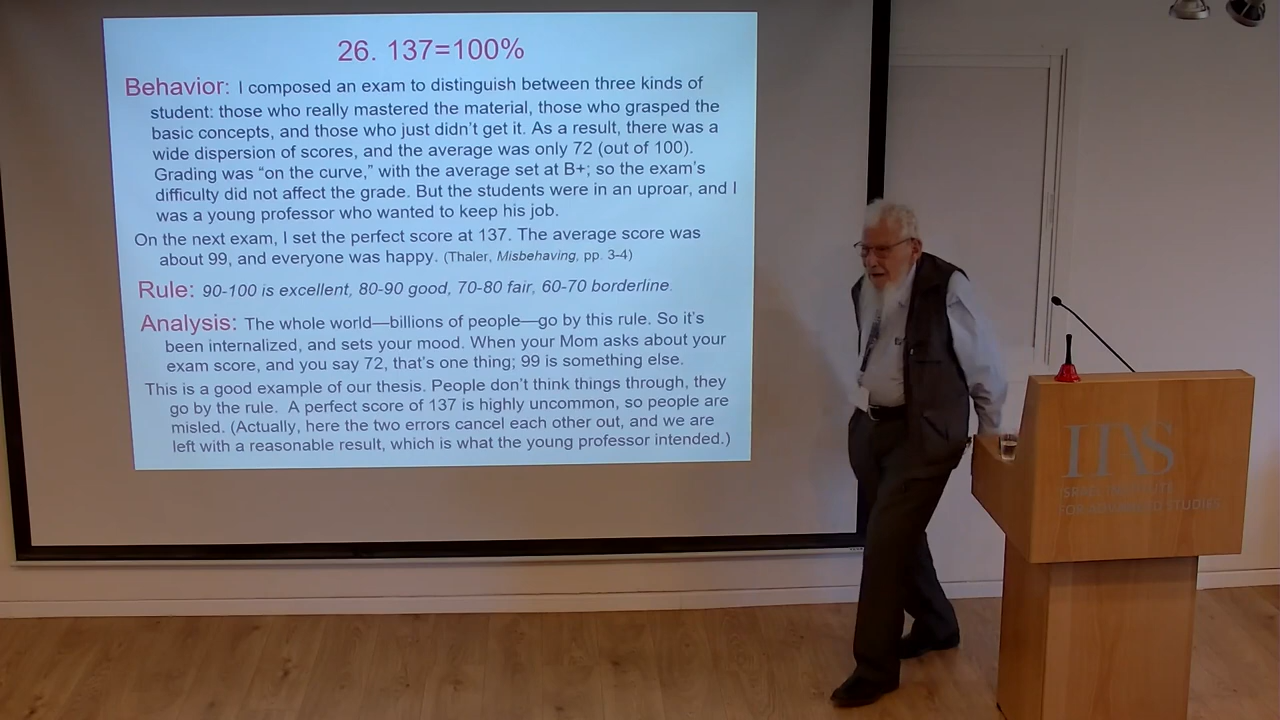 26. 137=100%
Behavior: I composed an exam to distinguish between three kinds of
student: those who really mastered the material, those who grasped the
basic concepts, and those who just didn't get it. As a result, there was a
wide dispersion of scores, and the average was only 72 (out of 100).
Grading was "on the curve," with the average set at B+; so the exam's
difficulty did not affect the grade. But the students were in an uproar, and I
was a young professor who wanted to keep his job.
On the next exam, I set the perfect score at 137. The average score was
about 99, and everyone was happy. (Thaler, Misbehaving, pp. 3-4)
Rule: 90-100 is excellent, 80-90 good, 70-80 fair, 60-70 borderline.
Analysis: The whole world—billions of people—go by this rule. So it's
been internalized, and sets your mood. When your Mom asks about your
exam score, and you say 72, that's one thing; 99 is something else.
This is a good example of our thesis. People don't think things through, they
go by the rule. A perfect score of 137 is highly uncommon, so people are
misled. (Actually, here the two errors cancel each other out, and we are
left with a reasonable result, which is what the young professor intended.)
IIAS
ISRAEL INSTITUTE
FOR ADVANCED STUDIES